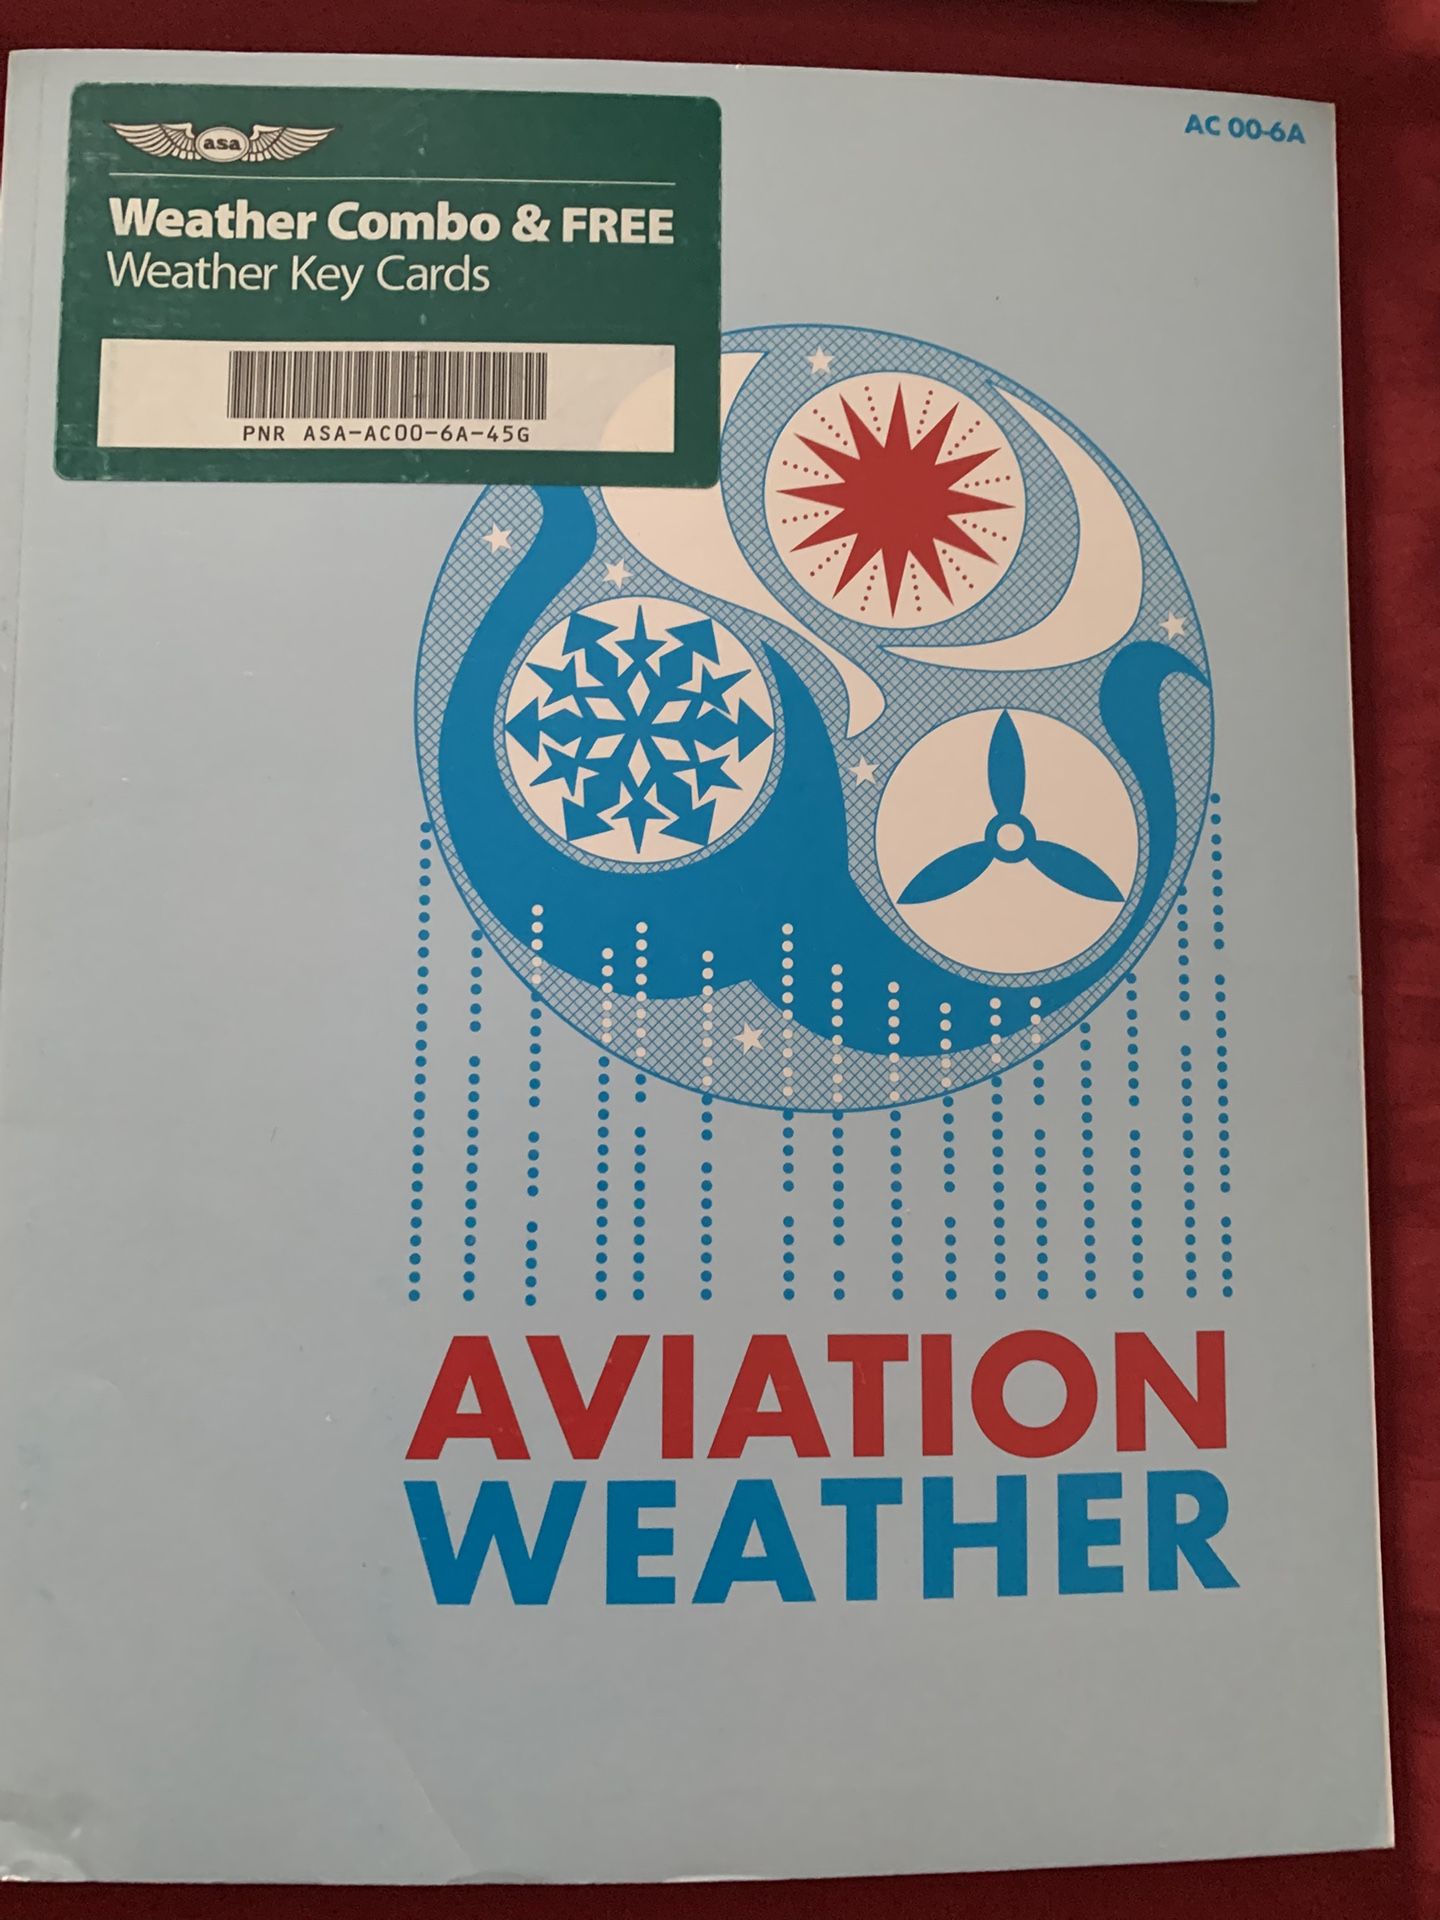 AC 00-6A
asa
Weather Combo & FREE
Weather Key Cards
PNR ASA-AC00-6A-45G
AVIATION
WEATHER